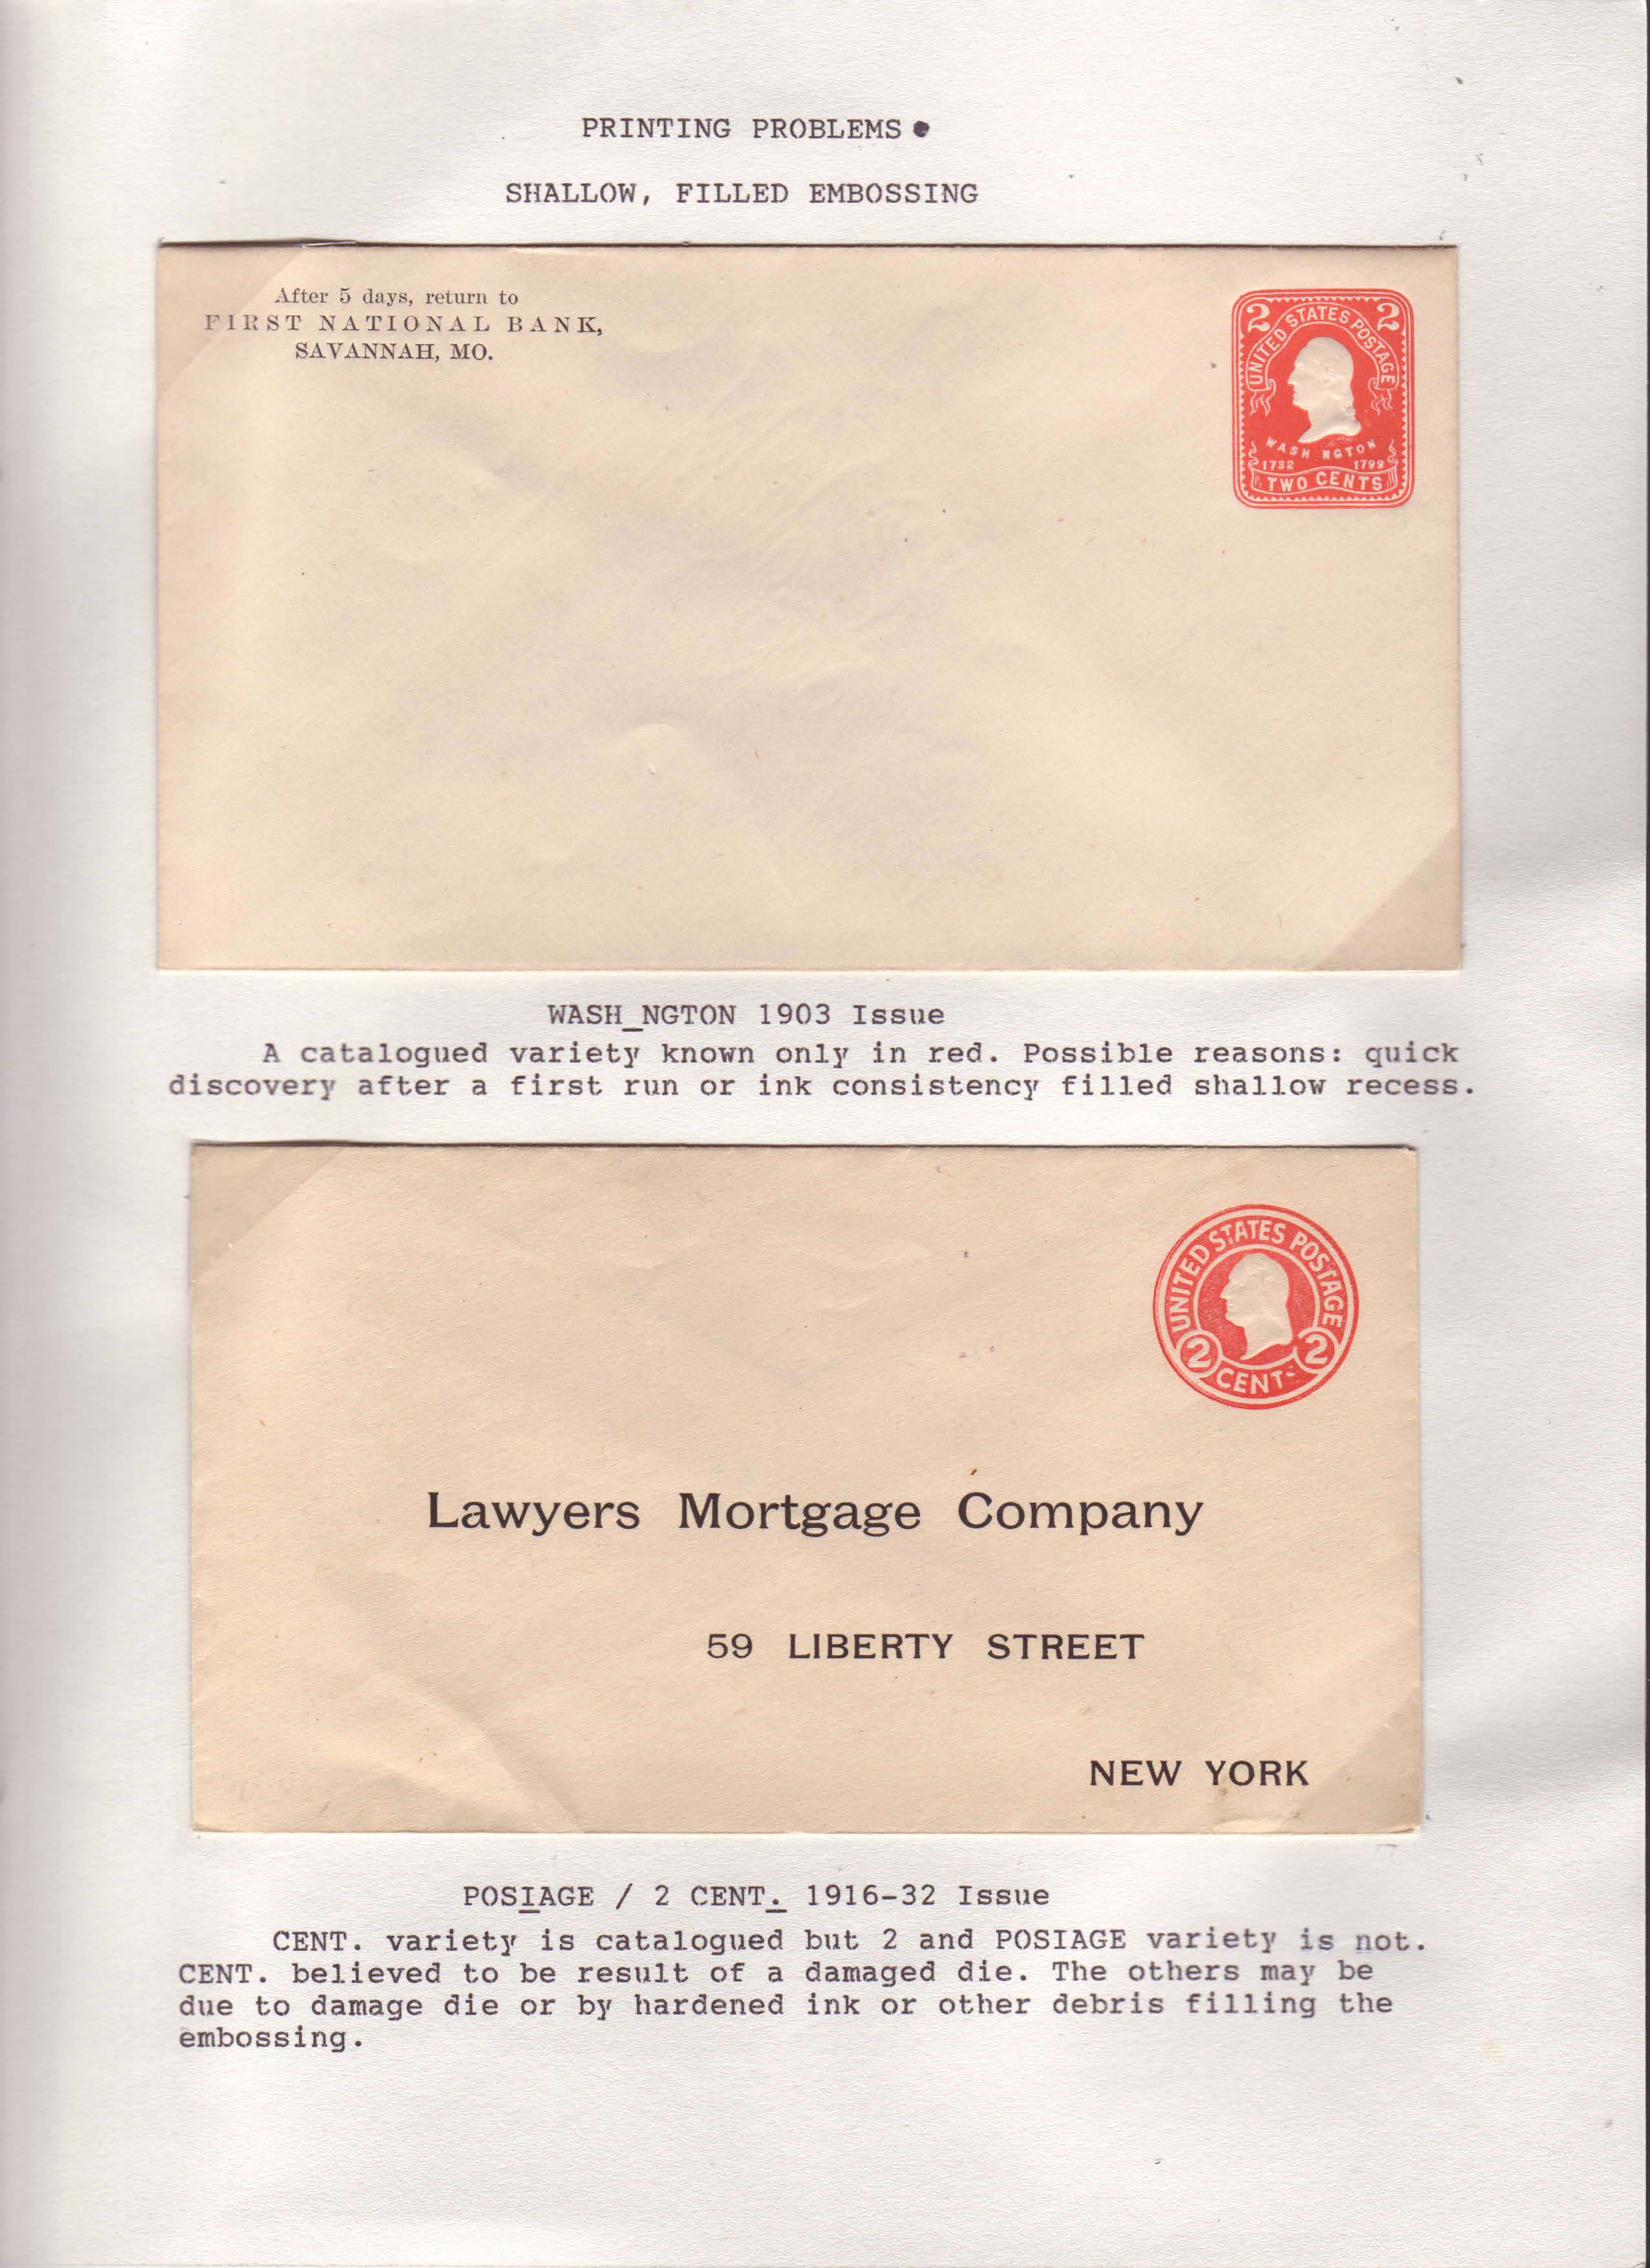 PRINTING PROBLEMS
SHALLOW, FILLED EMBOSSING
After 5 days, return to
FIRST NATIONAL BANK,
SAVANNAH, MO.
2 UNITED STATES POSTAGE 2
WASH NGTON
1732 1799
TWO CENTS
WASH_NGTON 1903 Issue
A catalogued variety known only in red. Possible reasons: quick
discovery after a first run or ink consistency filled shallow recess.
UNITED STATES POSTAGE
2 2
CENT
Lawyers Mortgage Company
59 LIBERTY STREET
NEW YORK
POSIAGE / 2 CENT. 1916-32 Issue
CENT. variety is catalogued but 2 and POSIAGE variety is not.
CENT. believed to be result of a damaged die. The others may be
due to damage die or by hardened ink or other debris filling the
embossing.